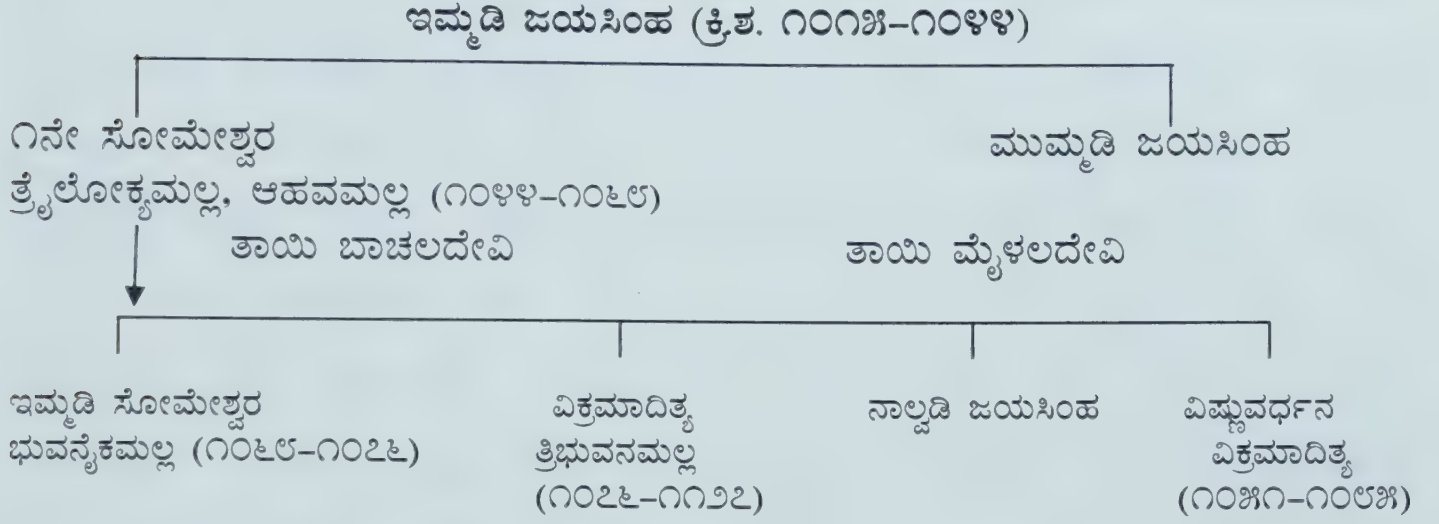 ಇಮ್ಮಡಿ ಜಯಸಿಂಹ (ಕ್ರಿ.ಶ. ೧೦೧೫–೧೦೪೪)
೧ನೇ ಸೋಮೇಶ್ವರ
ತ್ರೈಲೋಕ್ಯಮಲ್ಲ, ಆಹವಮಲ್ಲ (೧೦೪೪–೧೦೬೮)
ಮುಮ್ಮಡಿ ಜಯಸಿಂಹ
ತಾಯಿ ಬಾಚಲದೇವಿ
ತಾಯಿ ಮೈಳಲದೇವಿ
ಇಮ್ಮಡಿ ಸೋಮೇಶ್ವರ
ಭುವನೈಕಮಲ್ಲ (೧೦೬೮–೧೦೭೬)
ವಿಕ್ರಮಾದಿತ್ಯ
ತ್ರಿಭುವನಮಲ್ಲ
(೧೦೭೬–೧೧೨೭)
ನಾಲ್ವಡಿ ಜಯಸಿಂಹ
ವಿಷ್ಣುವರ್ಧನ
ವಿಕ್ರಮಾದಿತ್ಯ
(೧೦೫೧–೧೦೮೫)